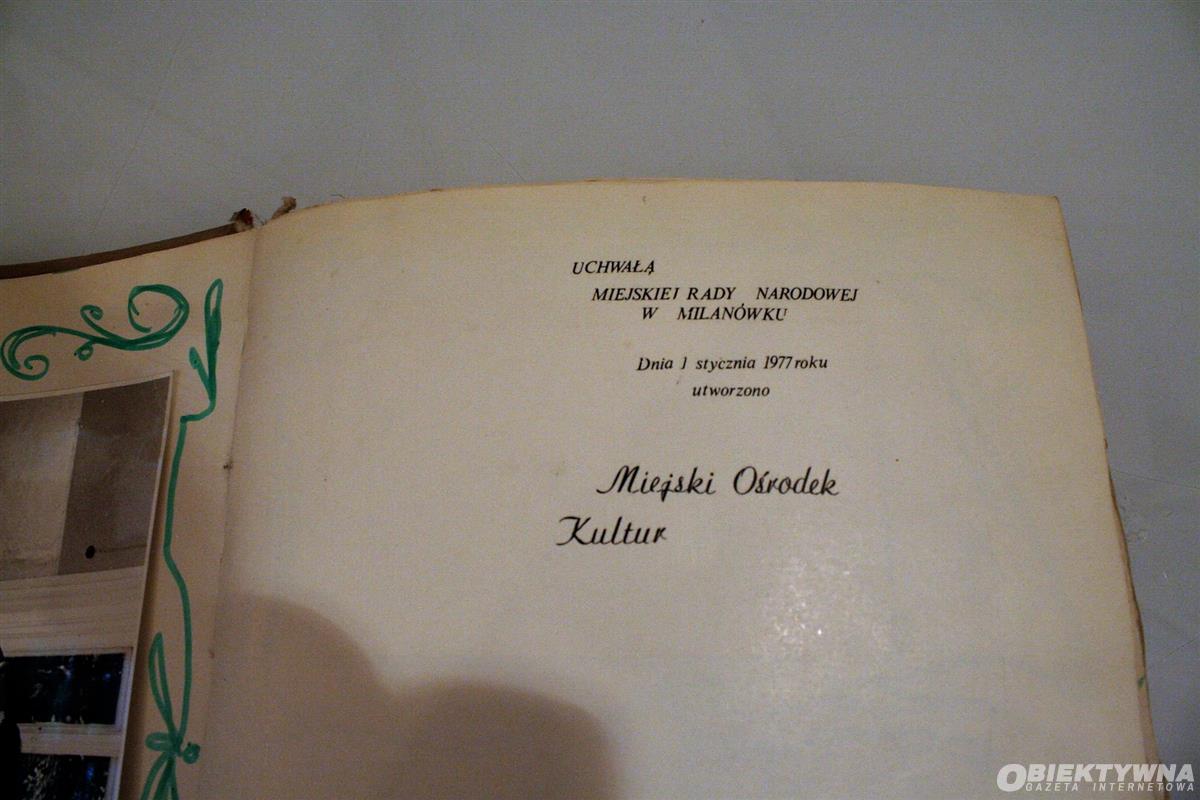 UCHWAŁĄ
MIEJSKIEJ RADY NARODOWEJ
W MILANÓWKU
Dnia 1 stycznia 1977 roku
utworzono
Miejski Ośrodek
Kultur
OBIEKTYWNA
GAZETA INTERNETOWA